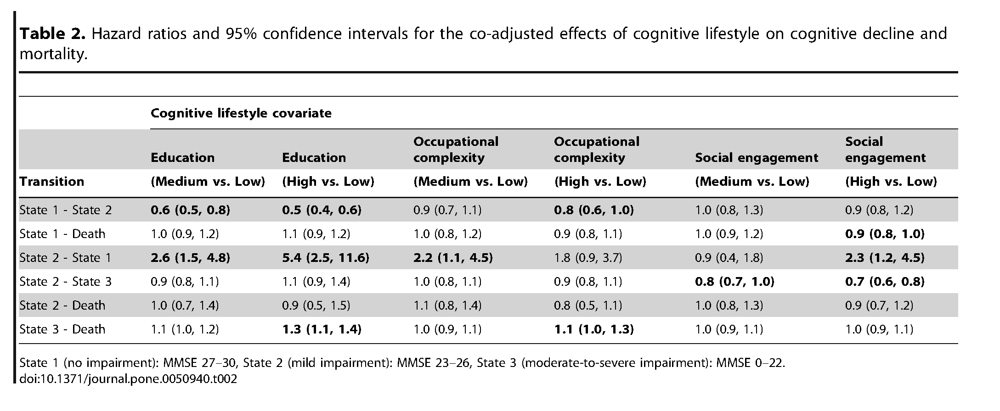 Table 2. Hazard ratios and 95% confidence intervals for the co-adjusted effects of cognitive lifestyle on cognitive decline and
mortality.
Cognitive lifestyle covariate
Education Education Occupational complexity Occupational complexity Social engagement Social engagement
Transition (Medium vs. Low) (High vs. Low) (Medium vs. Low) (High vs. Low) (Medium vs. Low) (High vs. Low)
State 1 - State 2 0.6 (0.5, 0.8) 0.5 (0.4, 0.6) 0.9 (0.7, 1.1) 0.8 (0.6, 1.0) 1.0 (0.8, 1.3) 0.9 (0.8, 1.2)
State 1 - Death 1.0 (0.9, 1.2) 1.1 (0.9, 1.2) 1.0 (0.8, 1.2) 0.9 (0.8, 1.1) 1.0 (0.9, 1.2) 0.9 (0.8, 1.0)
State 2 - State 1 2.6 (1.5, 4.8) 5.4 (2.5, 11.6) 2.2 (1.1, 4.5) 1.8 (0.9, 3.7) 0.9 (0.4, 1.8) 2.3 (1.2, 4.5)
State 2 - State 3 0.9 (0.8, 1.1) 1.1 (0.9, 1.4) 1.0 (0.8, 1.1) 0.9 (0.8, 1.1) 0.8 (0.7, 1.0) 0.7 (0.6, 0.8)
State 2 - Death 1.0 (0.7, 1.4) 0.9 (0.5, 1.5) 1.1 (0.8, 1.4) 0.8 (0.5, 1.1) 1.0 (0.8, 1.3) 0.9 (0.7, 1.2)
State 3 - Death 1.1 (1.0, 1.2) 1.3 (1.1, 1.4) 1.0 (0.9, 1.1) 1.1 (1.0, 1.3) 1.0 (0.9, 1.1) 1.0 (0.9, 1.1)
State 1 (no impairment): MMSE 27–30, State 2 (mild impairment): MMSE 23–26, State 3 (moderate-to-severe impairment): MMSE 0–22.
doi:10.1371/journal.pone.0050940.t002